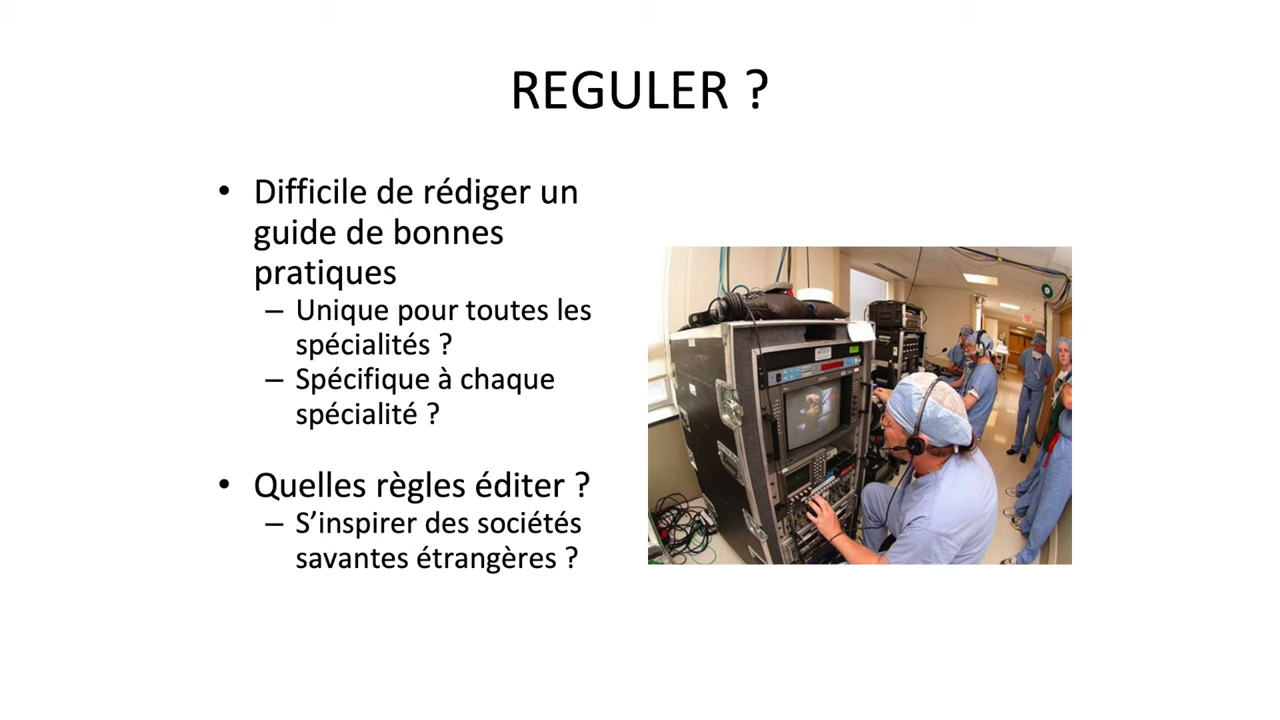 REGULER ?
• Difficile de rédiger un
guide de bonnes
pratiques
– Unique pour toutes les
spécialités ?
– Spécifique à chaque
spécialité ?
• Quelles règles éditer ?
– S’inspirer des sociétés
savantes étrangères ?